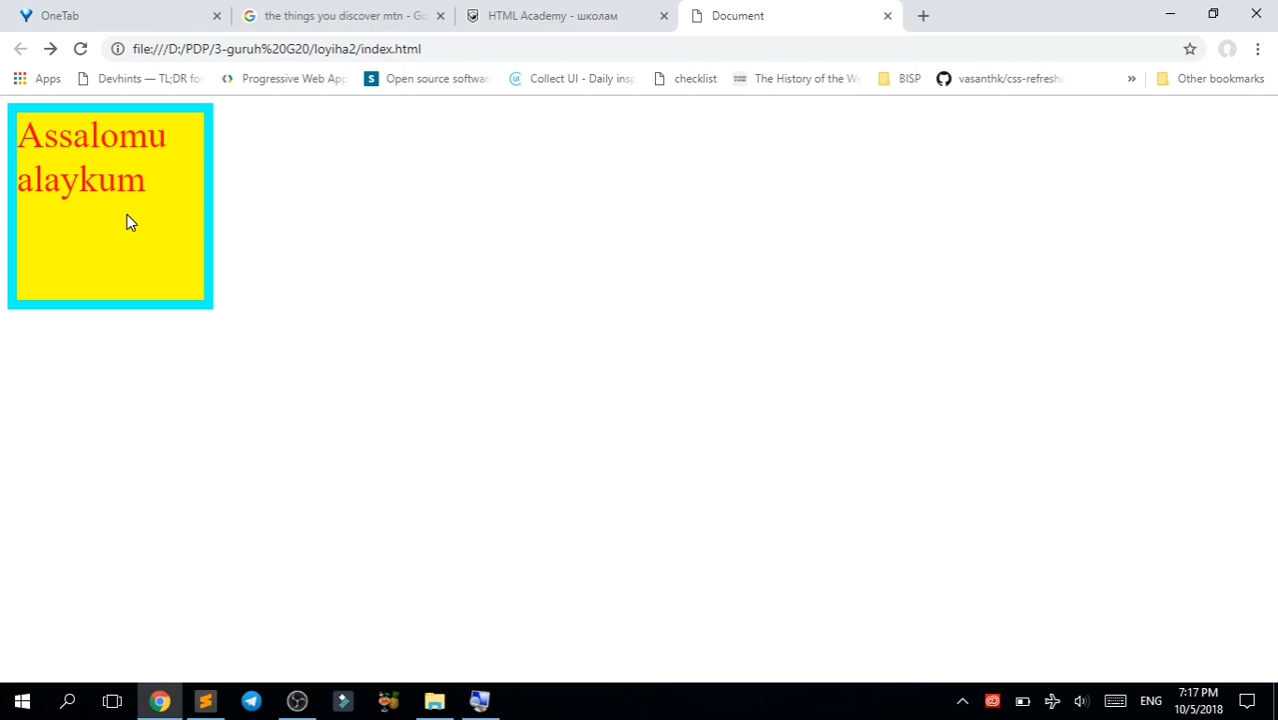 OneTab
the things you discover mtn - Go
HTML Academy - школам
Document
file:///D:/PDP/3-guruh%20G20/loyiha2/index.html
Apps
Devhints — TL;DR fo
Progressive Web App
Open source softwar
Collect UI - Daily insp
checklist
The History of the W
BISP
vasanthk/css-refreshe
»
Other bookmarks
Assalomu
alaykum
ENG
7:17 PM
10/5/2018